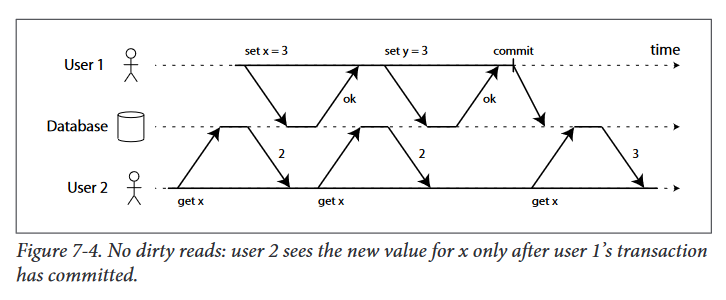 set x = 3 set y = 3 commit time
User 1
ok ok
Database
2 2 3
User 2
get x get x get x
Figure 7-4. No dirty reads: user 2 sees the new value for x only after user 1’s transaction
has committed.